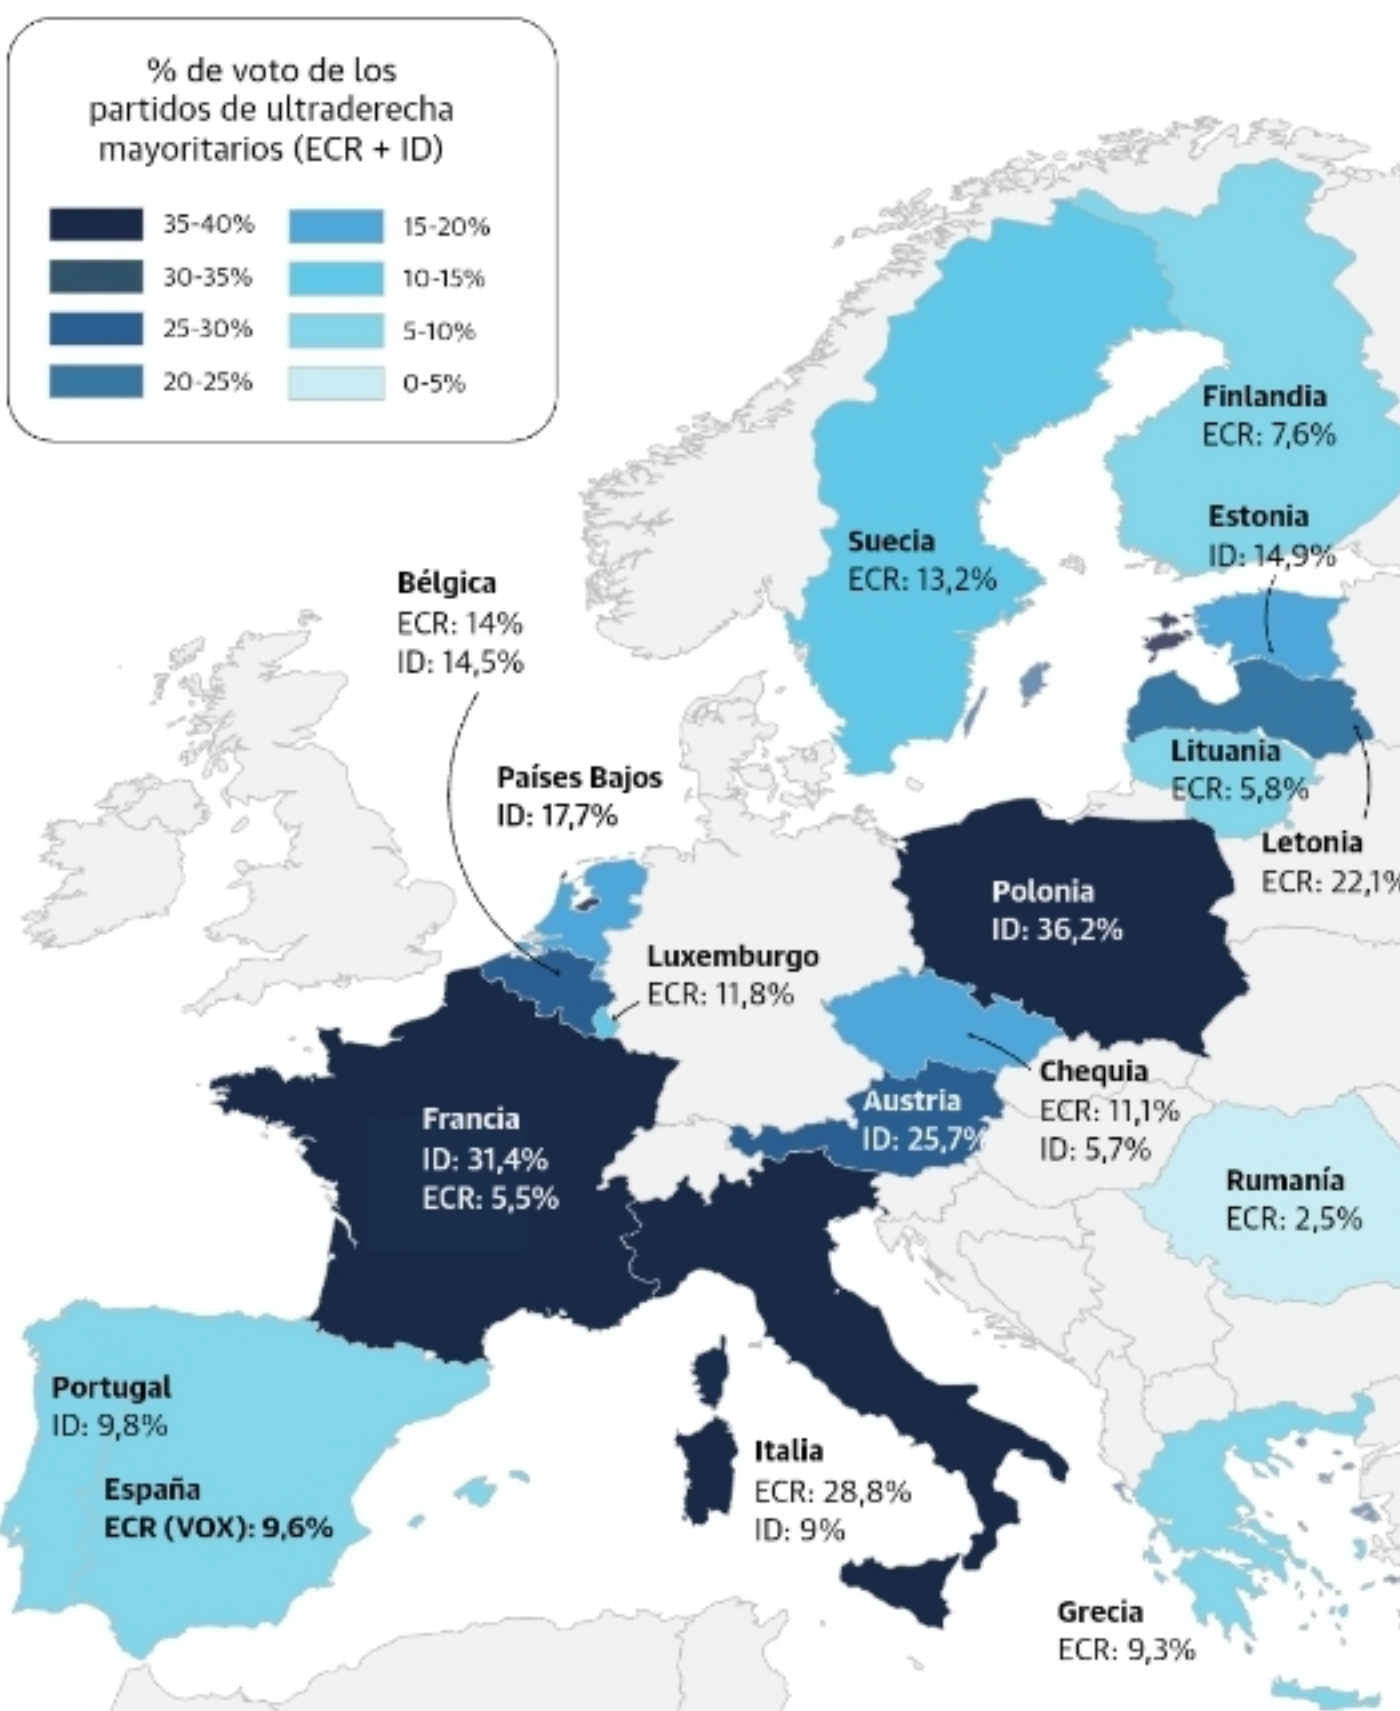 % de voto de los
partidos de ultraderecha
mayoritarios (ECR + ID)
35-40%
15-20%
30-35%
10-15%
25-30%
5-10%
20-25%
0-5%
Finlandia
ECR: 7,6%
Estonia
ID: 14,9%
Suecia
ECR: 13,2%
Bélgica
ECR: 14%
ID: 14,5%
Países Bajos
ID: 17,7%
Lituania
ECR: 5,8%
Letonia
ECR: 22,1%
Polonia
ID: 36,2%
Luxemburgo
ECR: 11,8%
Chequia
ECR: 11,1%
ID: 5,7%
Austria
ID: 25,7%
Francia
ID: 31,4%
ECR: 5,5%
Rumanía
ECR: 2,5%
Portugal
ID: 9,8%
España
ECR (VOX): 9,6%
Italia
ECR: 28,8%
ID: 9%
Grecia
ECR: 9,3%